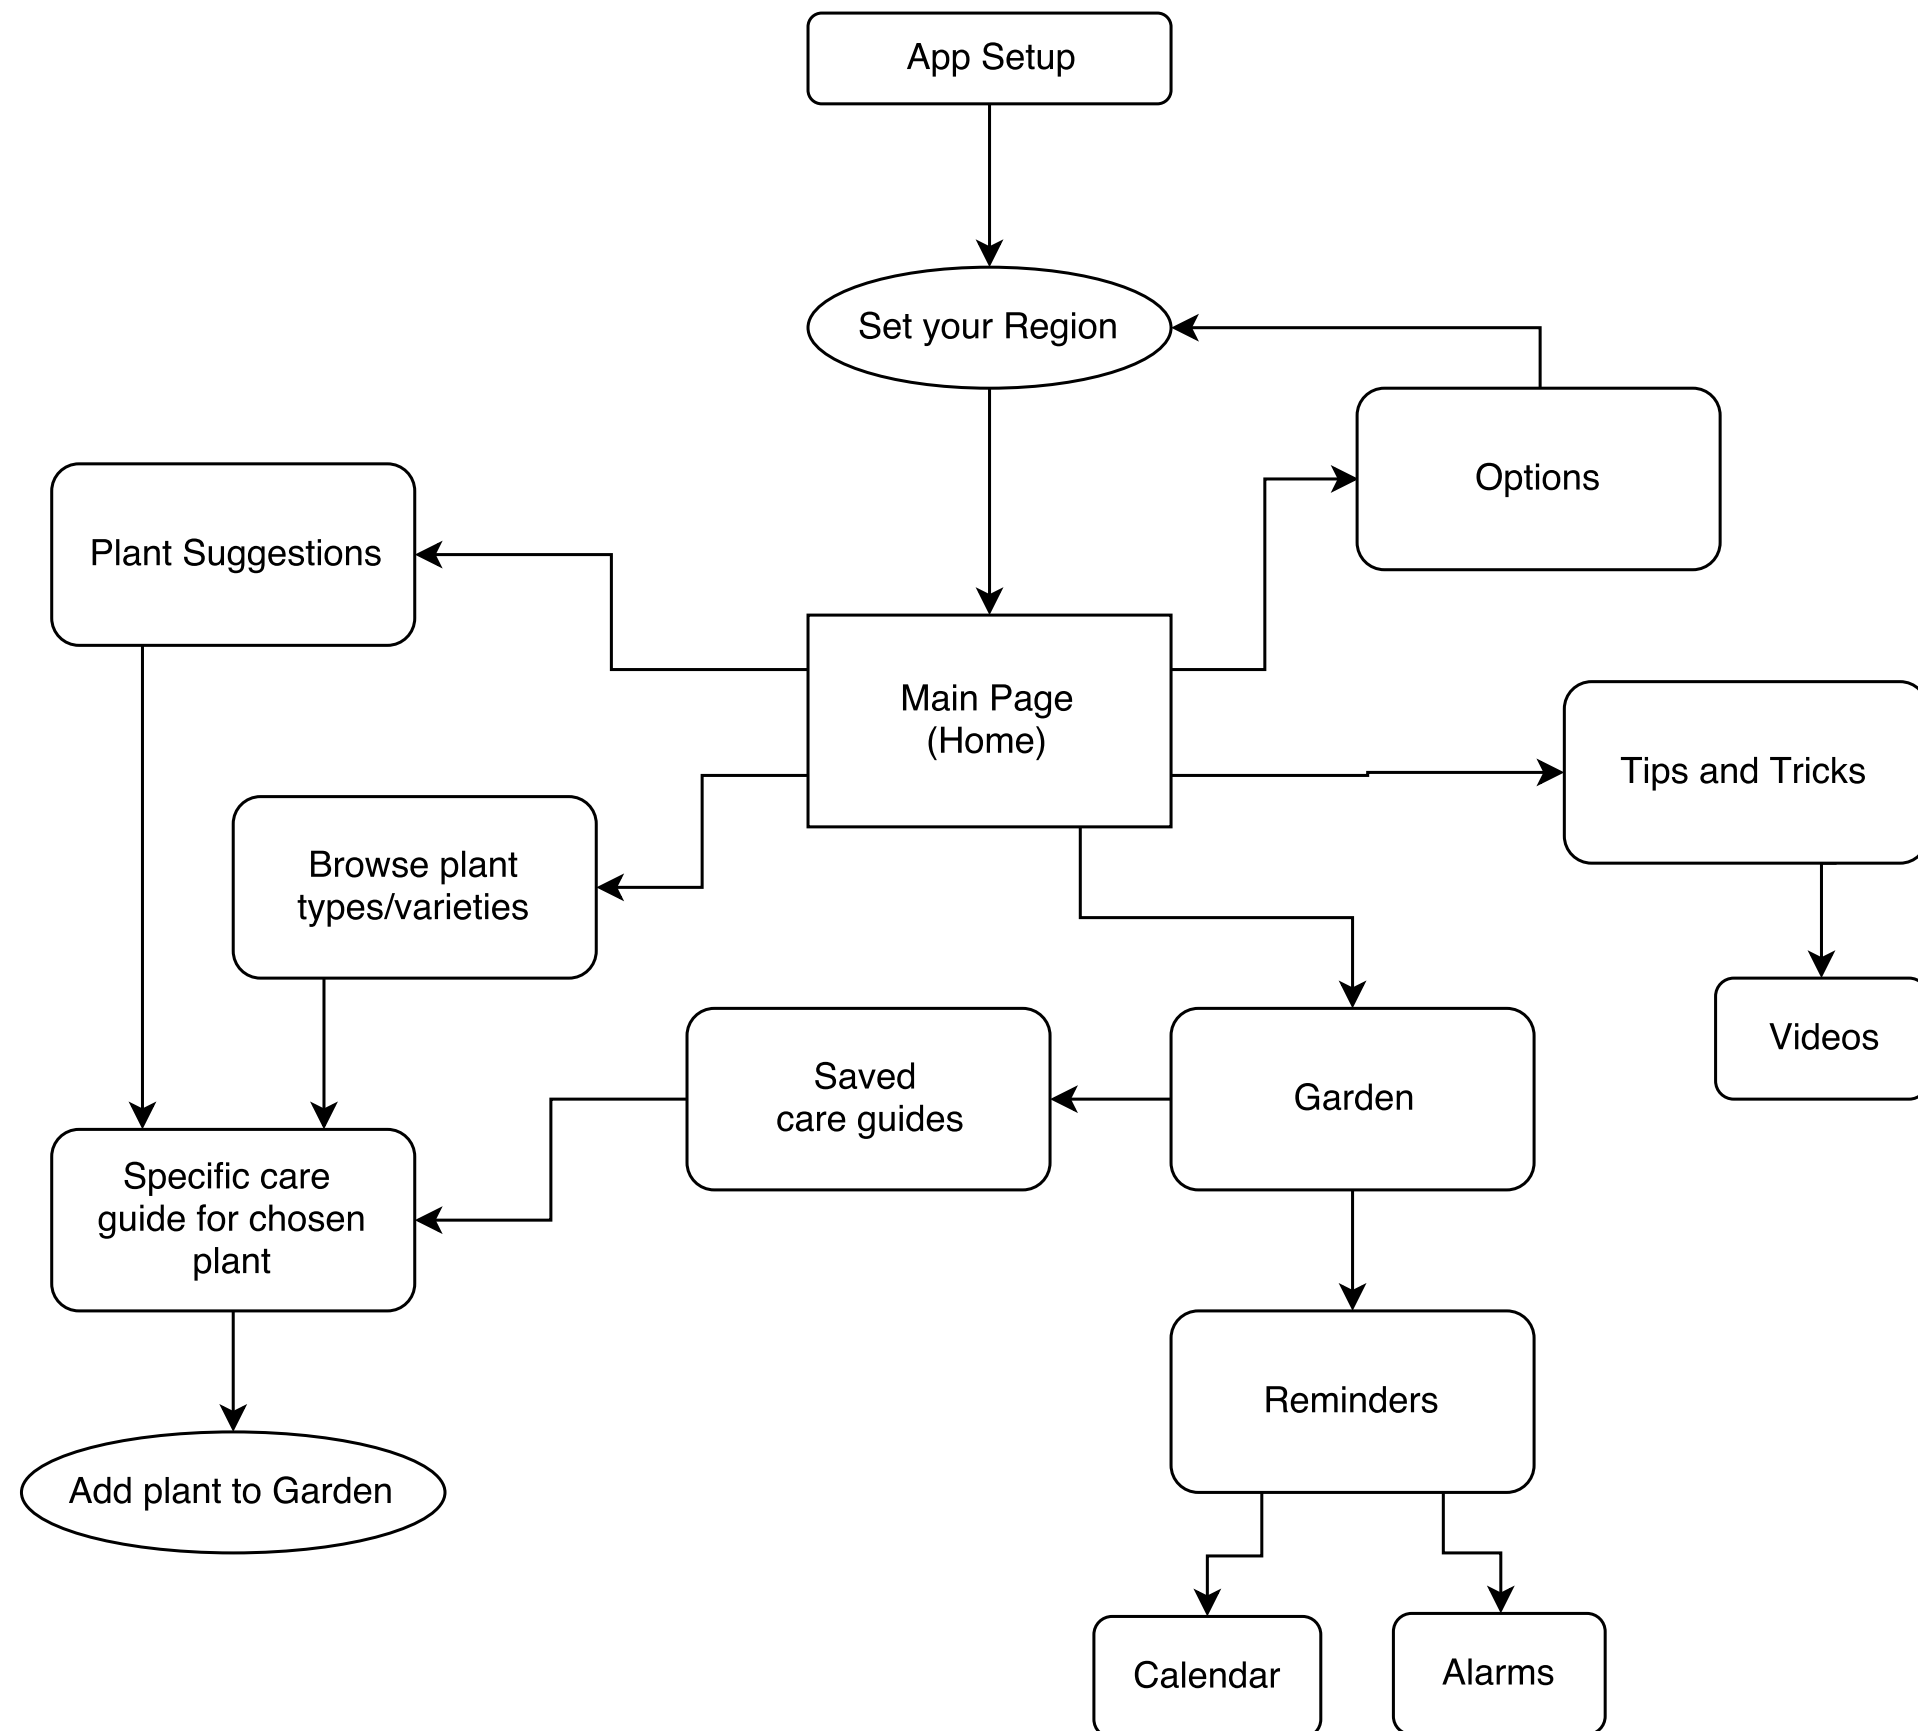 App Setup
Set your Region
Options
Plant Suggestions
Main Page
(Home)
Tips and Tricks
Browse plant
types/varieties
Videos
Saved
care guides
Garden
Specific care
guide for chosen
plant
Reminders
Add plant to Garden
Calendar
Alarms